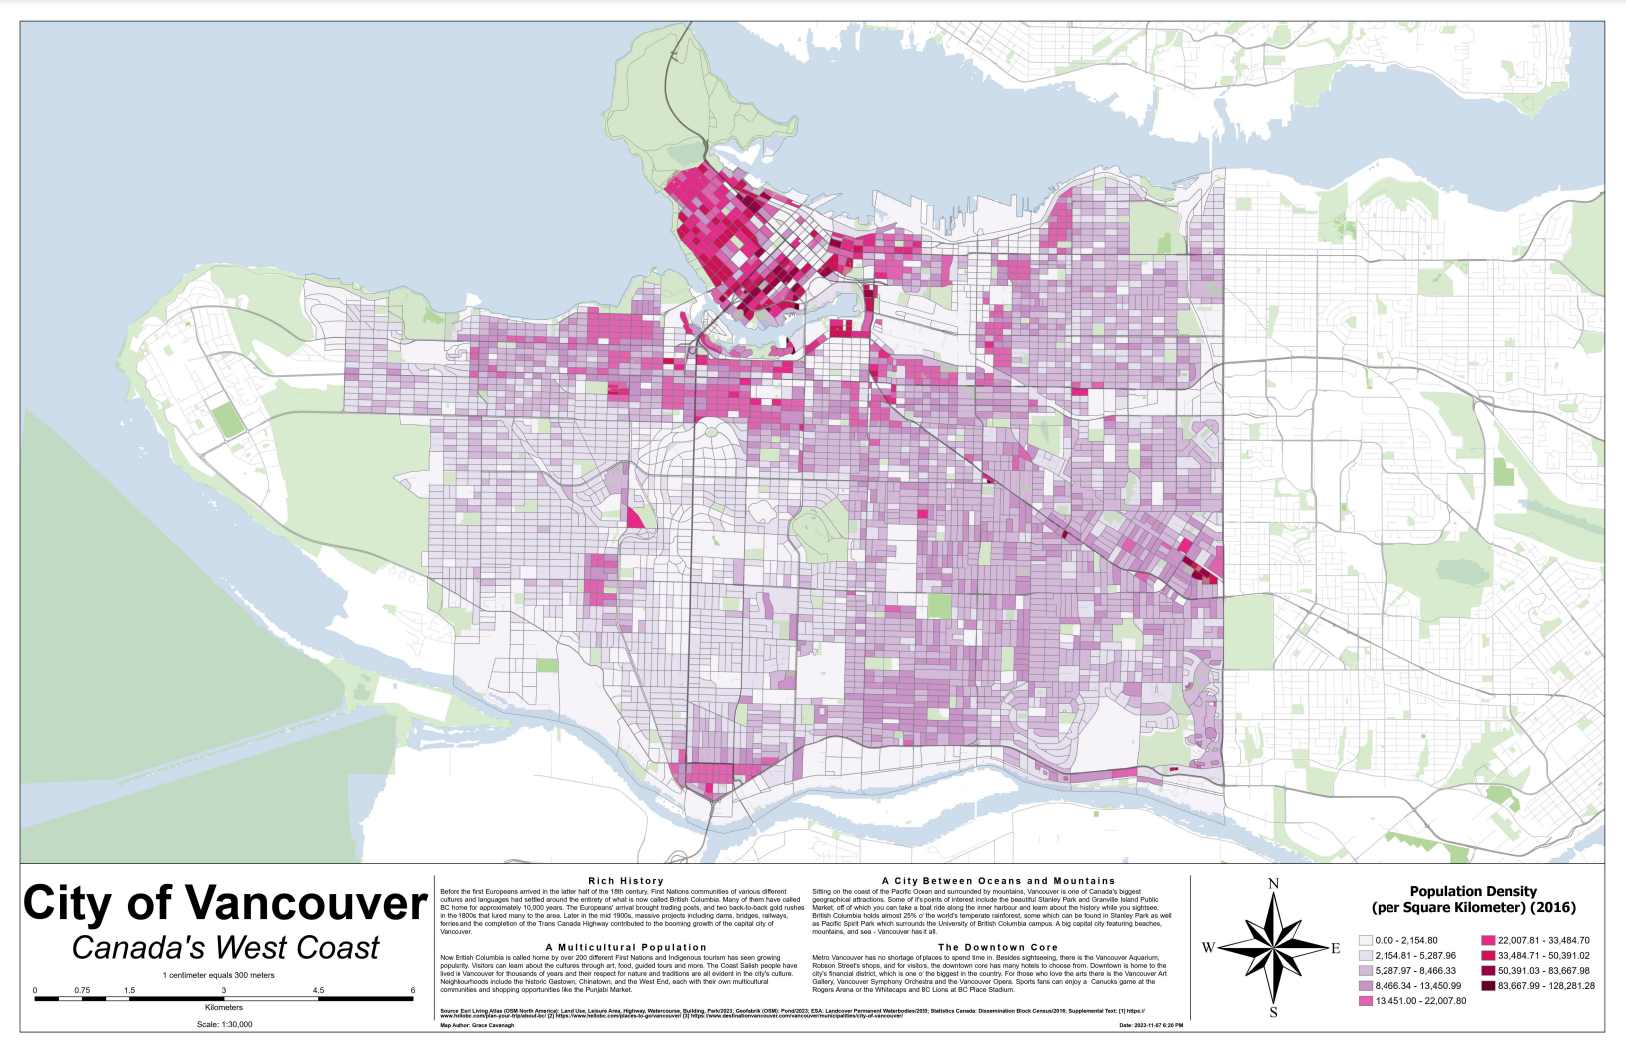 City of Vancouver
Canada's West Coast
1 centimeter equals 300 meters
0 0.75 1.5 3 4.5 6
Kilometers
Scale: 1:30,000
Rich History
Before the first Europeans arrived in the latter half of the 18th century, First Nations communities of various different
cultures and languages had settled around the entirety of what is now called British Columbia. Many of them have called
BC home for approximately 10,000 years. The Europeans' arrival brought trading posts, and two back-to-back gold rushes
in the 1800s that lured many to the area. Later in the mid 1900s, massive projects including dams, bridges, railways,
ferries and the completion of the Trans Canada Highway contributed to the booming growth of the capital city of
Vancouver.
A Multicultural Population
Now British Columbia is called home by over 200 different First Nations and Indigenous tourism has seen growing
popularity. Visitors can learn about the cultures through art, food, guided tours and more. The Coast Salish people have
lived is Vancouver for thousands of years and their respect for nature and traditions are all evident in the city's culture.
Neighbourhoods include the historic Gastown, Chinatown, and the West End, each with their own multicultural
communities and shopping opportunities like the Punjabi Market.
A City Between Oceans and Mountains
Sitting on the coast of the Pacific Ocean and surrounded by mountains, Vancouver is one of Canada's biggest
geographical attractions. Some of it's points of interest include the beautiful Stanley Park and Granville Island Public
Market, off of which you can take a boat ride along the inner harbour and learn about the history while you sightsee.
British Columbia holds almost 25% o' the world's temperate rainforest, some which can be found in Stanley Park as well
as Pacific Spirit Park which surrounds the University of British Columbia campus. A big capital city featuring beaches,
mountains, and sea - Vancouver has it all.
The Downtown Core
Metro Vancouver has no shortage of places to spend time in. Besides sightseeing, there is the Vancouver Aquarium,
Robson Street's shops, and for visitors, the downtown core has many hotels to choose from. Downtown is home to the
city's financial district, which is one o' the biggest in the country. For those who love the arts there is the Vancouver Art
Gallery, Vancouver Symphony Orchestra and the Vancouver Opera. Sports fans can enjoy a Canucks game at the
Rogers Arena or the Whitecaps and BC Lions at BC Place Stadium.
Source Esri Living Atlas (OSM North America): Land Use, Leisure Area, Highway, Watercourse, Building, Park/2023; Geofabrik (OSM): Pond/2023; ESA: Landcover Permanent Waterbodies/2030; Statistics Canada: Dissemination Block Census/2016; Supplemental Text: [1] https://
www.hellobc.com/plan-your-trip/about-bc/ [2] https://www.hellobc.com/places-to-go/vancouver/ [3] https://www.destinationvancouver.com/vancouver/municipalities/city-of-vancouver/
Map Author: Grace Cavanagh
Date: 2023-11-07 6:20 PM
N
W E
S
Population Density
(per Square Kilometer) (2016)
0.00 - 2,154.80
2,154.81 - 5,287.96
5,287.97 - 8,466.33
8,466.34 - 13,450.99
13 451.00 - 22,007.80
22,007.81 - 33,484.70
33,484.71 - 50,391.02
50,391.03 - 83,667.98
83,667.99 - 128,281.28